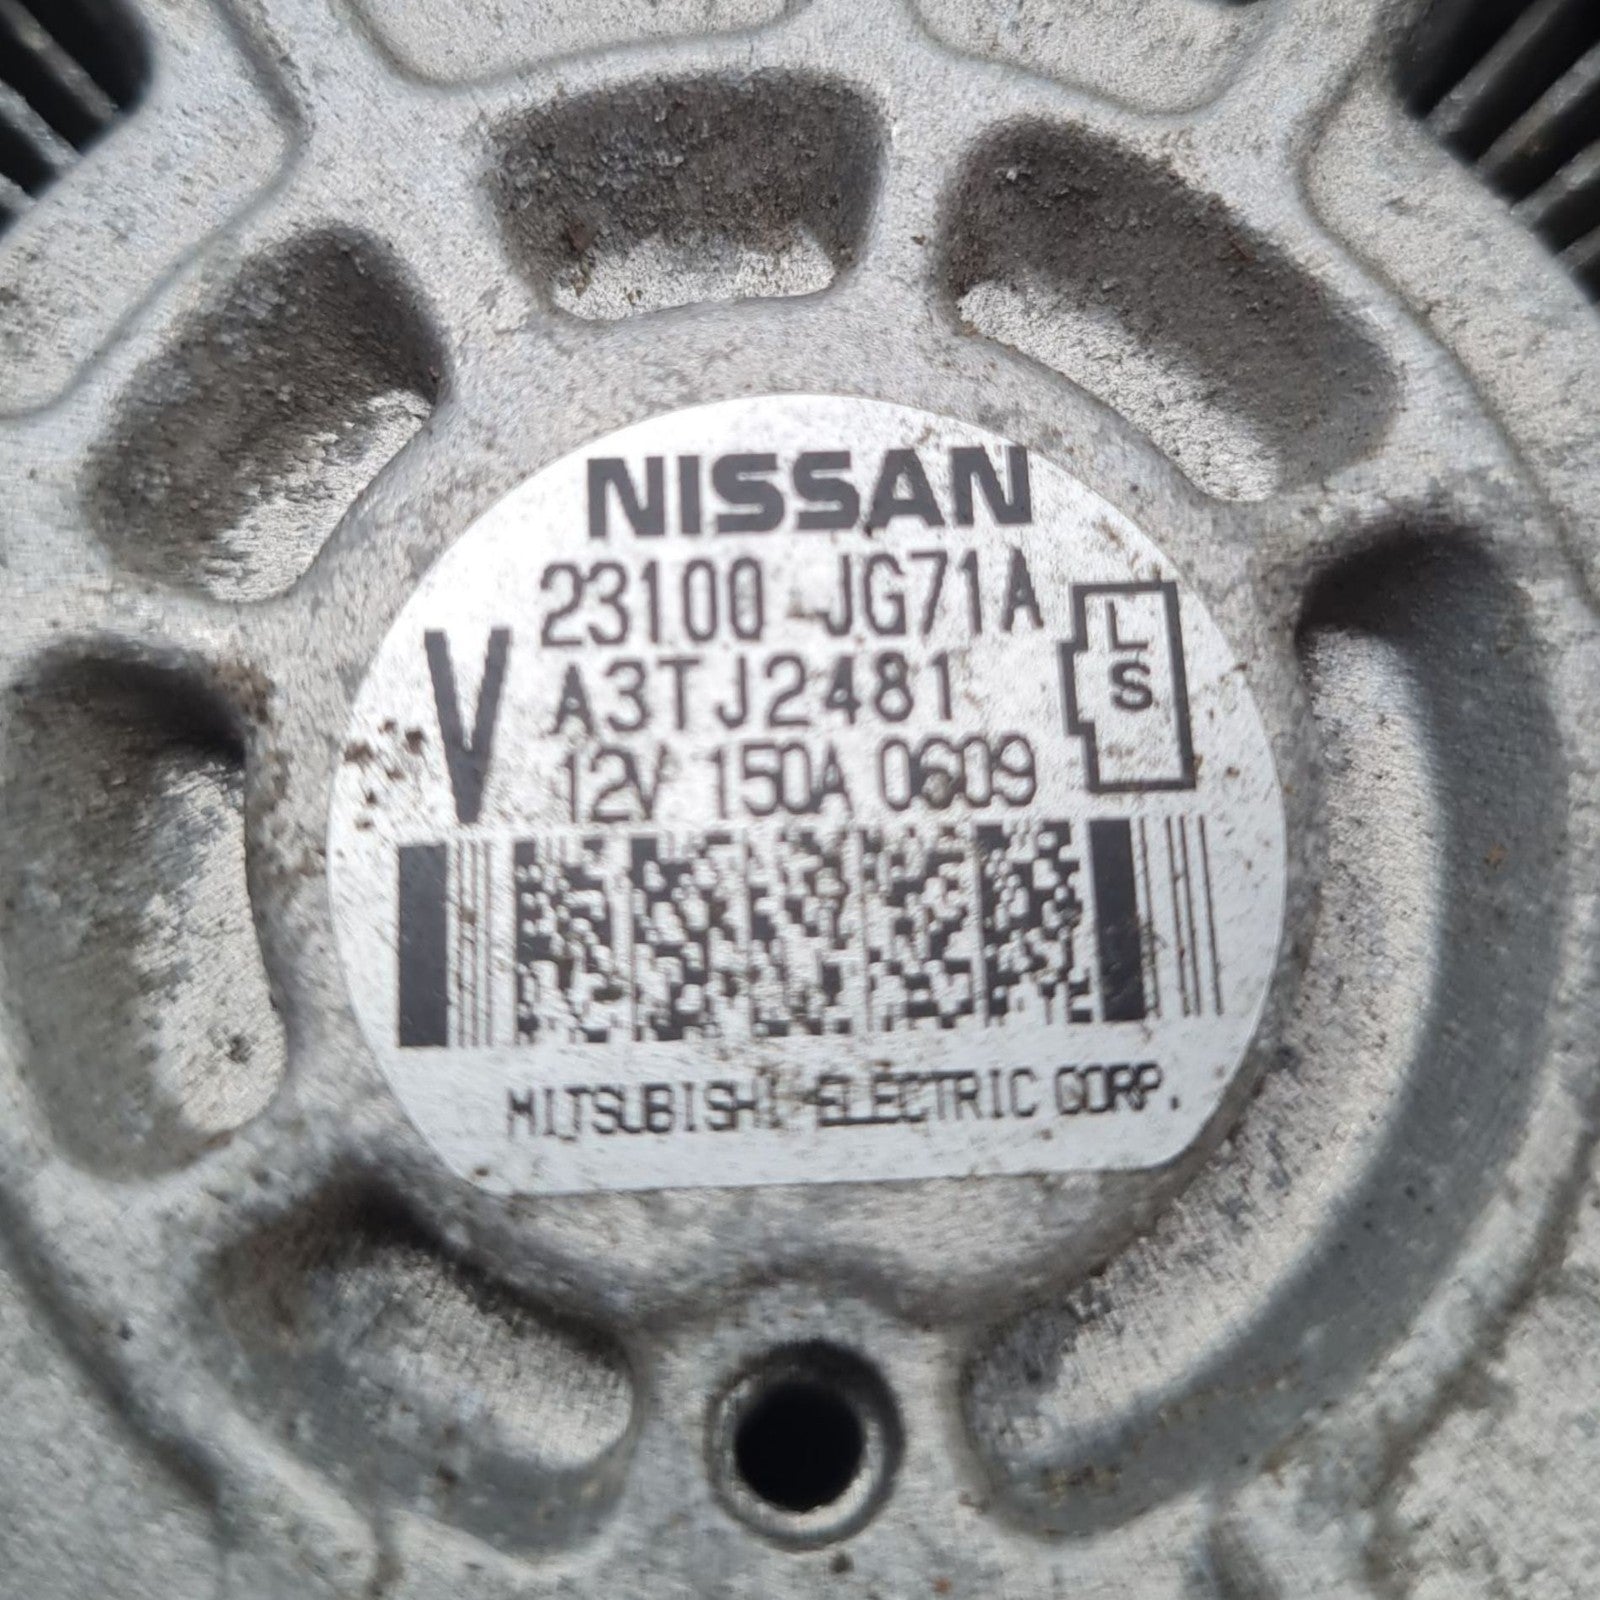 NISSAN
23100 JG71A
V A3TJ2481
L
S
12V 150A 0609
MITSUBISHI ELECTRIC CORP.